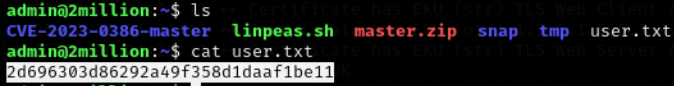 admin@2million:~$ ls
CVE-2023-0386-master linpeas.sh master.zip snap tmp user.txt
admin@2million:~$ cat user.txt
2d696303d86292a49f358d1daaf1be11